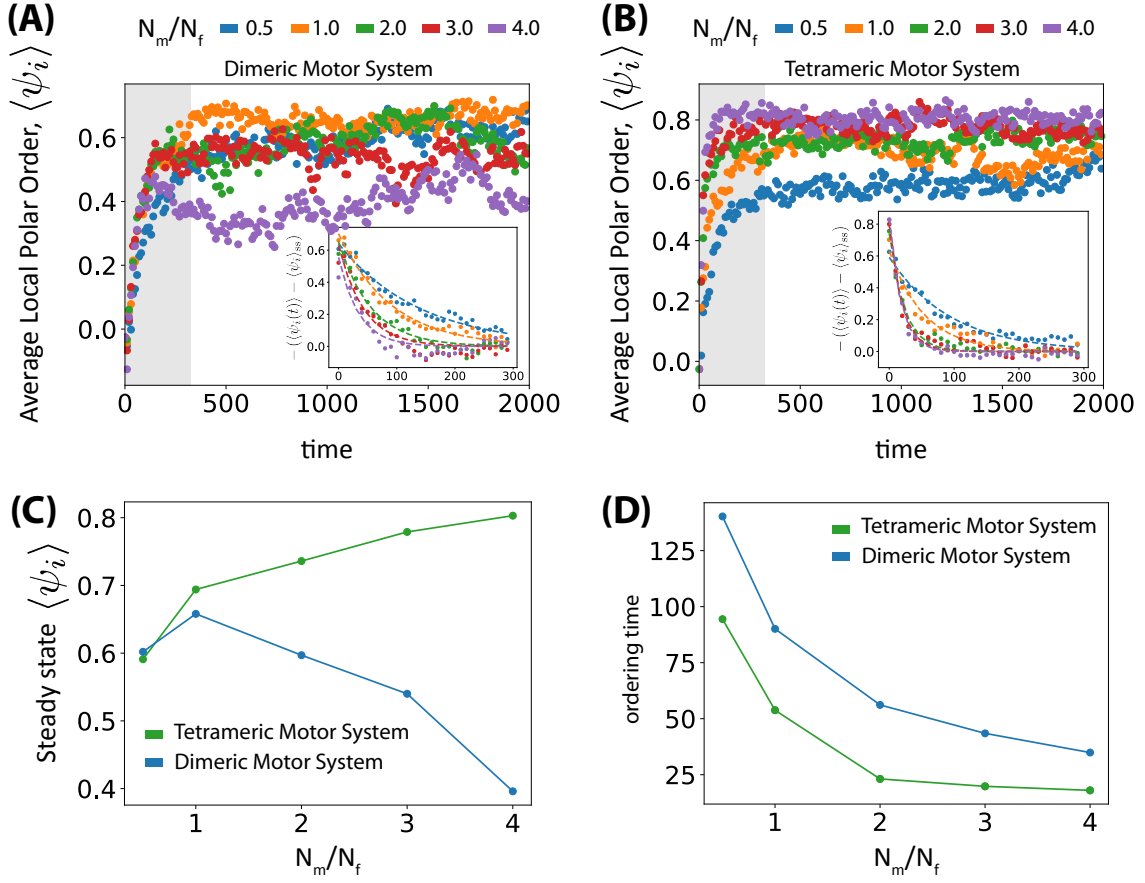 (A)
N_m/N_f 0.5 1.0 2.0 3.0 4.0
Dimeric Motor System
Average Local Polar Order, ⟨ψ_i⟩
0.6
0.4
0.2
0.0
0 500 1000 1500 2000
time
− (⟨ψ_i(t)⟩ − ⟨ψ_i⟩_ss)
0.6
0.4
0.2
0.0
0 100 200 300
(B)
N_m/N_f 0.5 1.0 2.0 3.0 4.0
Tetrameric Motor System
Average Local Polar Order, ⟨ψ_i⟩
0.8
0.6
0.4
0.2
0.0
0 500 1000 1500 2000
time
− (⟨ψ_i(t)⟩ − ⟨ψ_i⟩_ss)
0.8
0.6
0.4
0.2
0.0
0 100 200 300
(C)
Steady state ⟨ψ_i⟩
0.8
0.7
0.6
0.5
0.4
Tetrameric Motor System
Dimeric Motor System
1 2 3 4
N_m/N_f
(D)
ordering time
125
100
75
50
25
Tetrameric Motor System
Dimeric Motor System
1 2 3 4
N_m/N_f